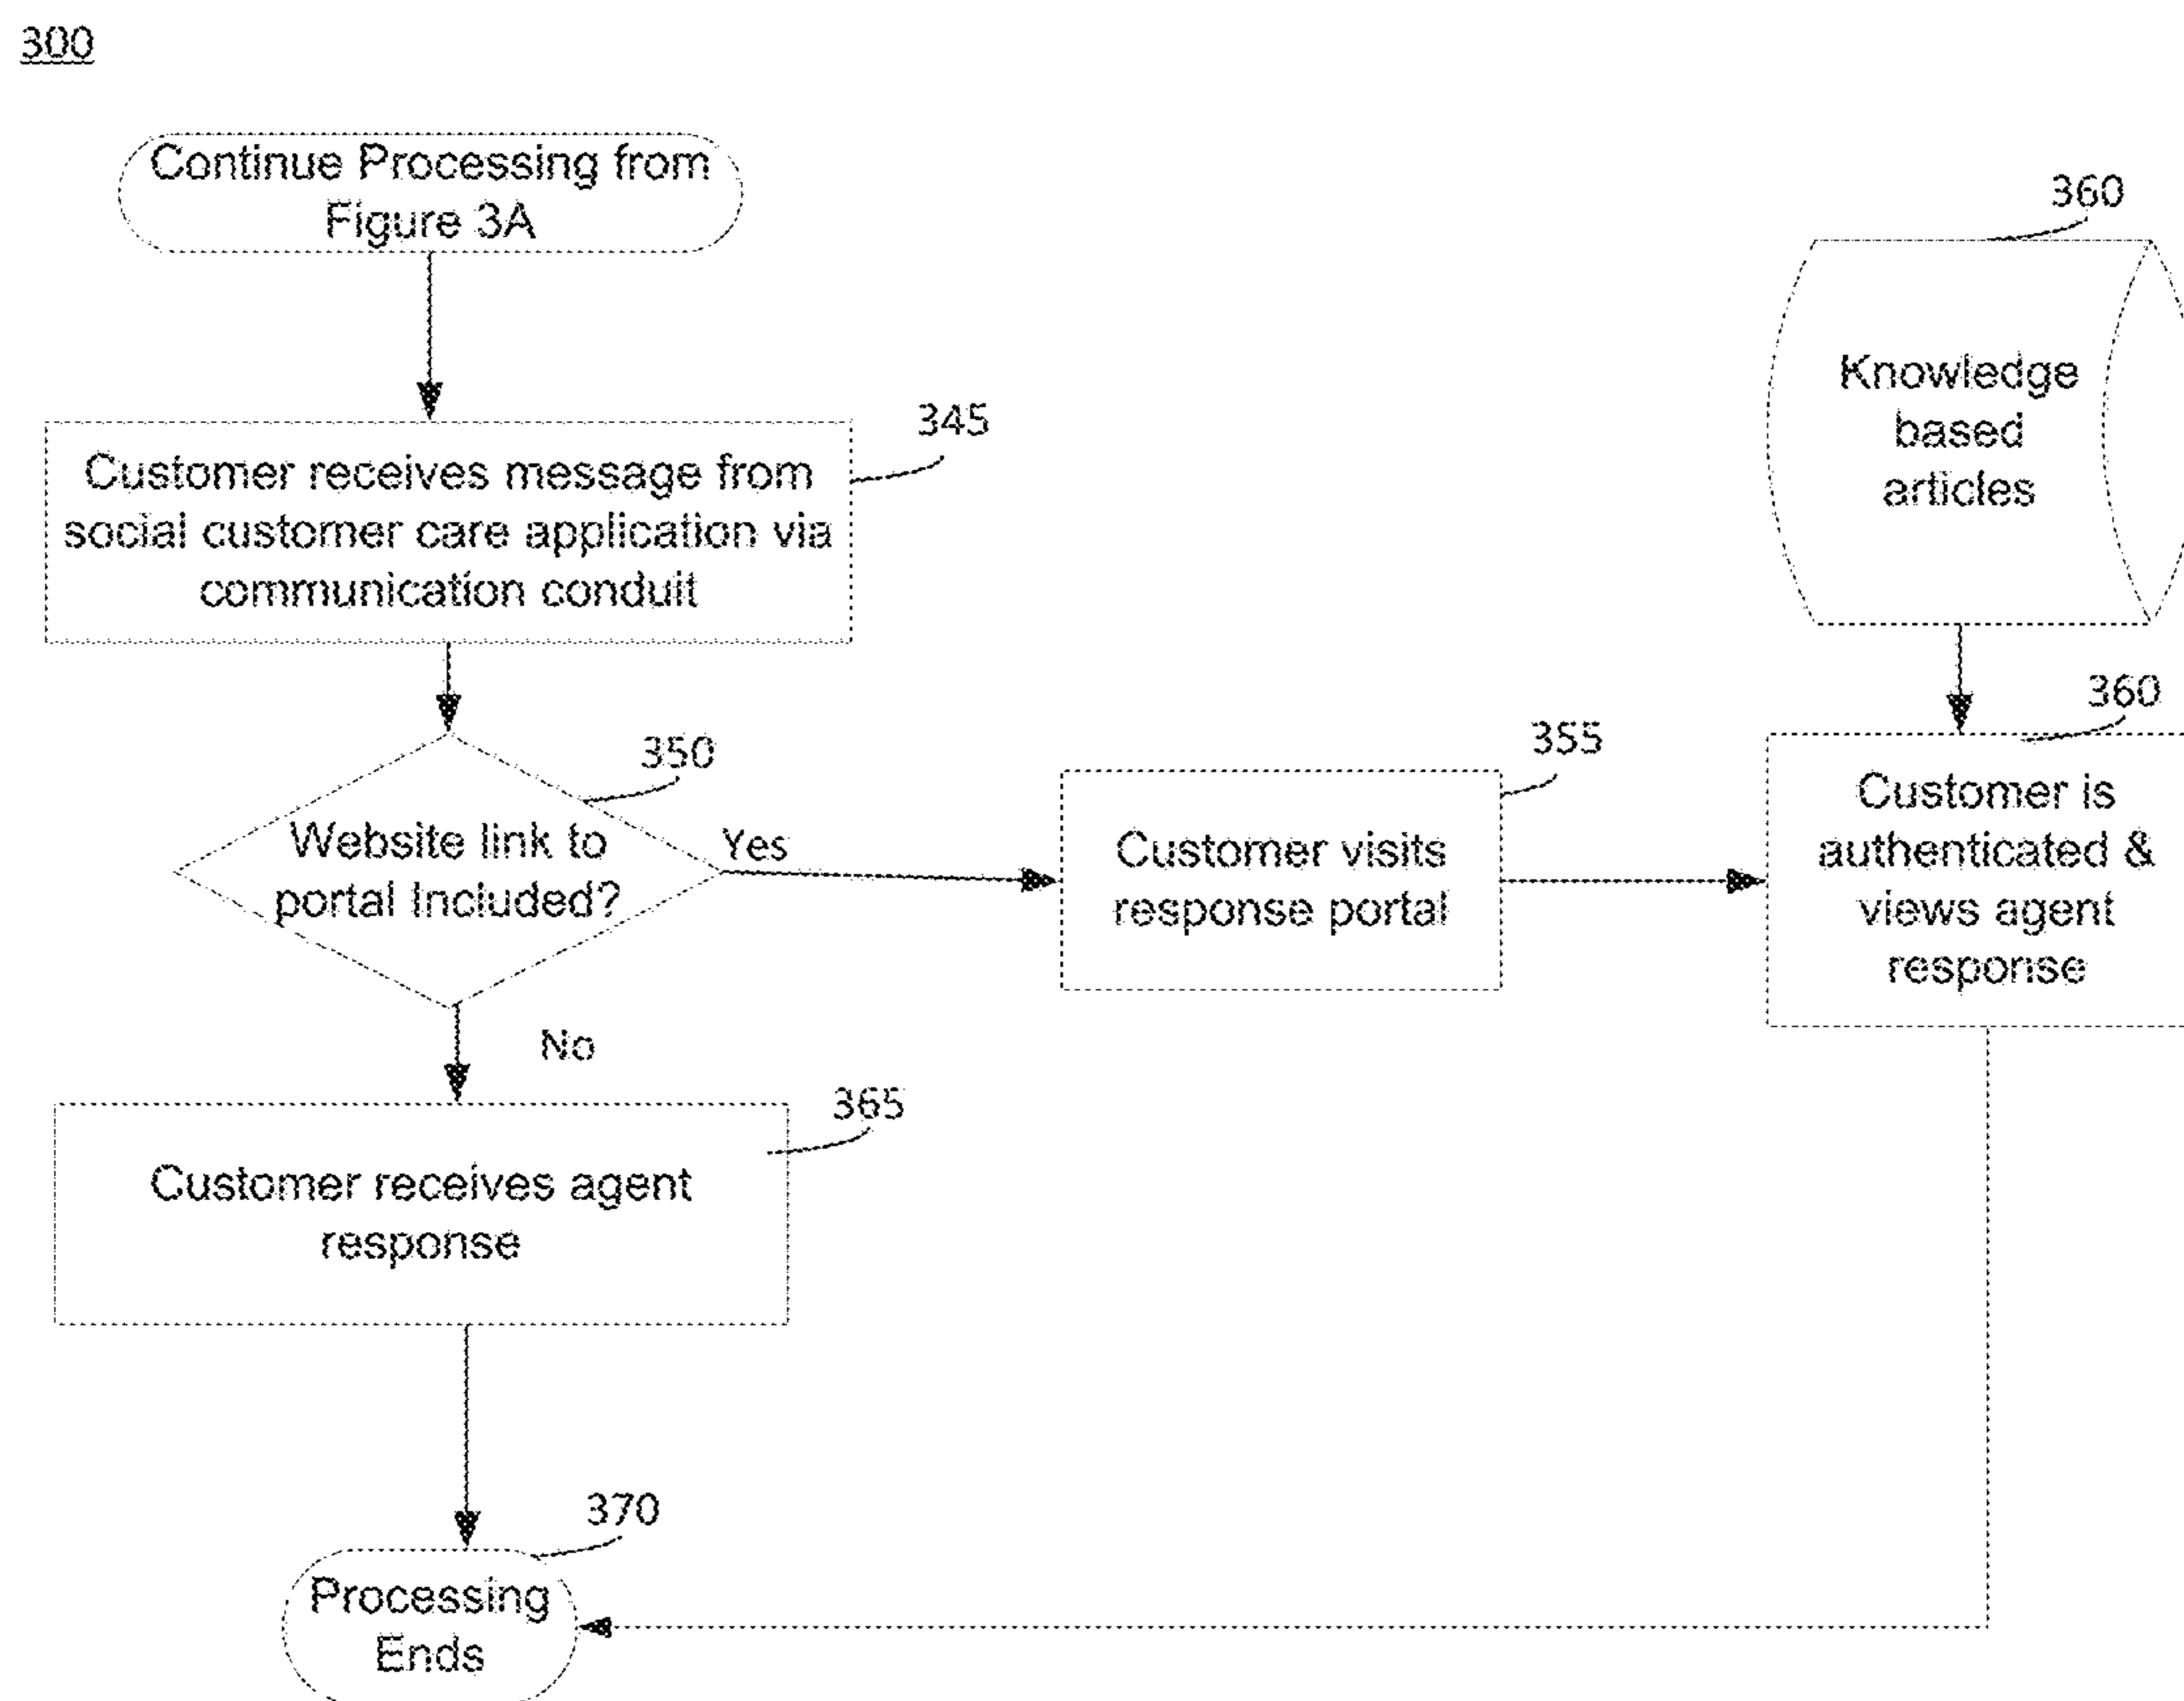 300
Continue Processing from
Figure 3A
360
Knowledge
based
articles
345
Customer receives message from
social customer care application via
communication conduit
350
Website link to
portal Included?
Yes
355
Customer visits
response portal
360
Customer is
authenticated &
views agent
response
No
365
Customer receives agent
response
370
Processing
Ends